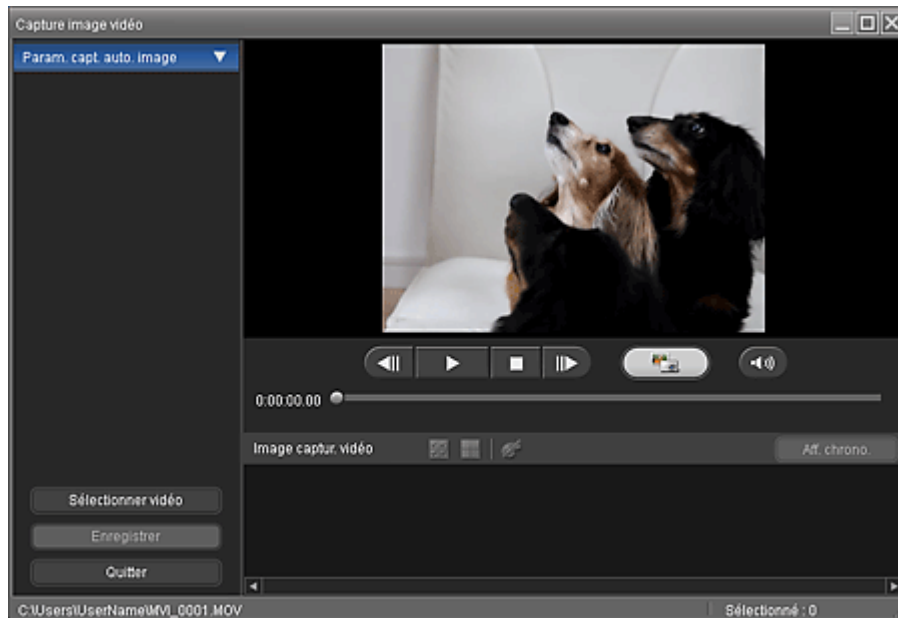 Capture image vidéo
Param. capt. auto. image
0:00:00.00
Image captur. vidéo
Aff. chrono.
Sélectionner vidéo
Enregistrer
Quitter
C:\Users\UserName\MVI_0001.MOV
Sélectionné : 0